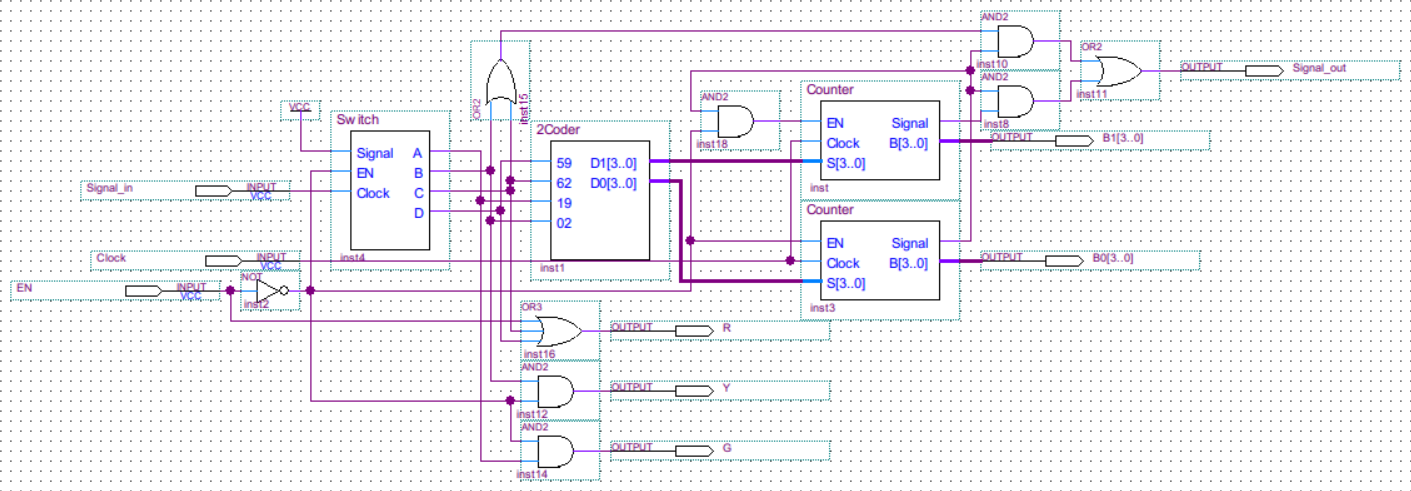 AND2
inst10
OR2
inst11
OUTPUT
Signal_out
AND2
inst8
OR2
inst15
VCC
Switch
Signal
EN
Clock
A
B
C
D
inst4
Signal_in
INPUT
VCC
2Coder
59
62
19
02
D1[3..0]
D0[3..0]
inst1
AND2
inst18
Counter
EN
Clock
S[3..0]
Signal
B[3..0]
inst
OUTPUT
B1[3..0]
Counter
EN
Clock
S[3..0]
Signal
B[3..0]
inst3
OUTPUT
B0[3..0]
Clock
INPUT
VCC
EN
INPUT
VCC
NOT
inst2
OR3
inst16
OUTPUT
R
AND2
inst12
OUTPUT
Y
AND2
inst14
OUTPUT
G